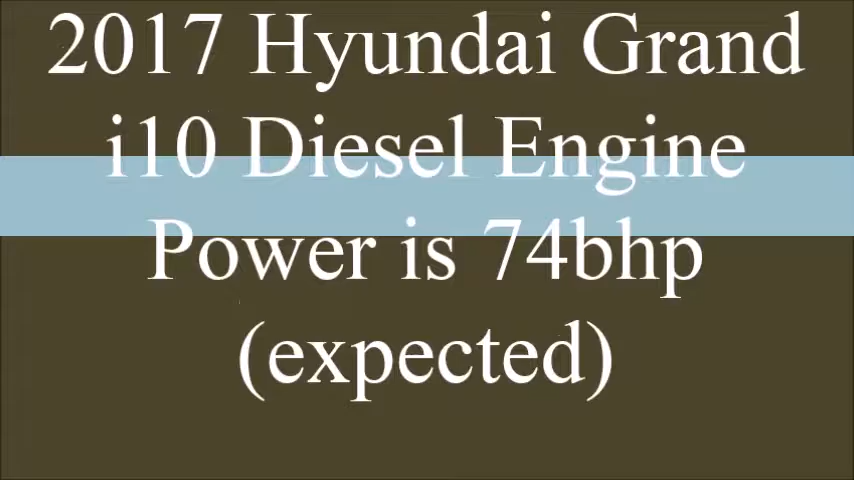 2017 Hyundai Grand
i10 Diesel Engine
Power is 74bhp
(expected)